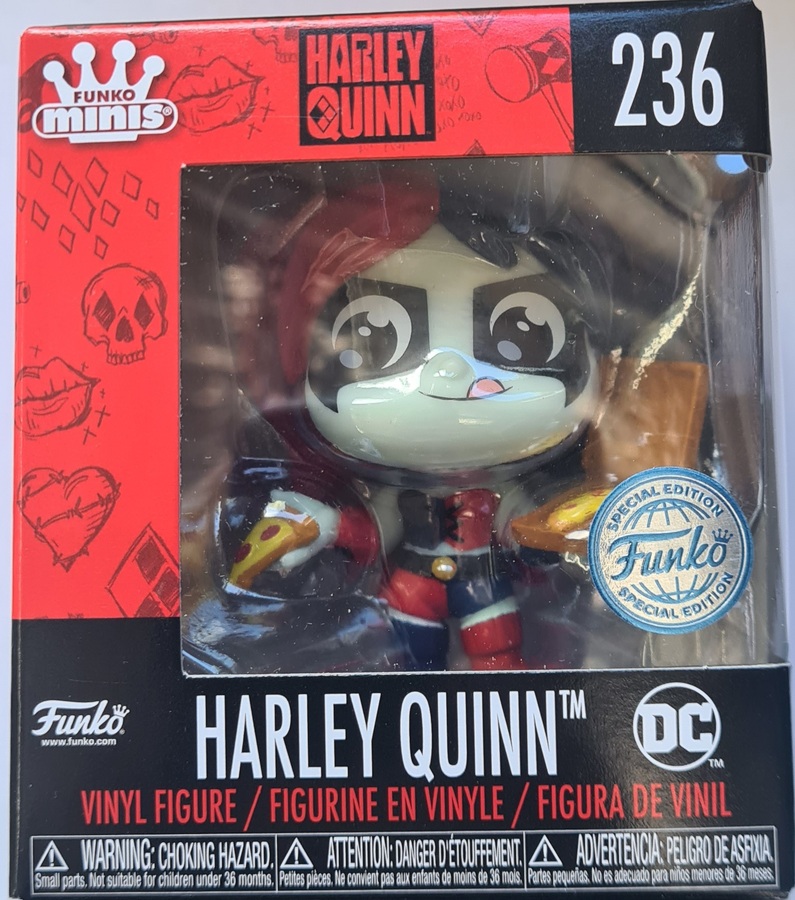 FUNKO
minis®
HARLEY
QUINN
236
XOXO
SPECIAL EDITION
Funko
SPECIAL EDITION
Funko®
www.funko.com
HARLEY QUINN™
DC™
VINYL FIGURE / FIGURINE EN VINYLE / FIGURA DE VINIL
WARNING: CHOKING HAZARD.
Small parts. Not suitable for children under 36 months.
ATTENTION: DANGER D'ÉTOUFFEMENT.
Petites pièces. Ne convient pas aux enfants de moins de 36 mois.
ADVERTENCIA: PELIGRO DE ASFIXIA.
Partes pequeñas. No es adecuado para niños menores de 36 meses.